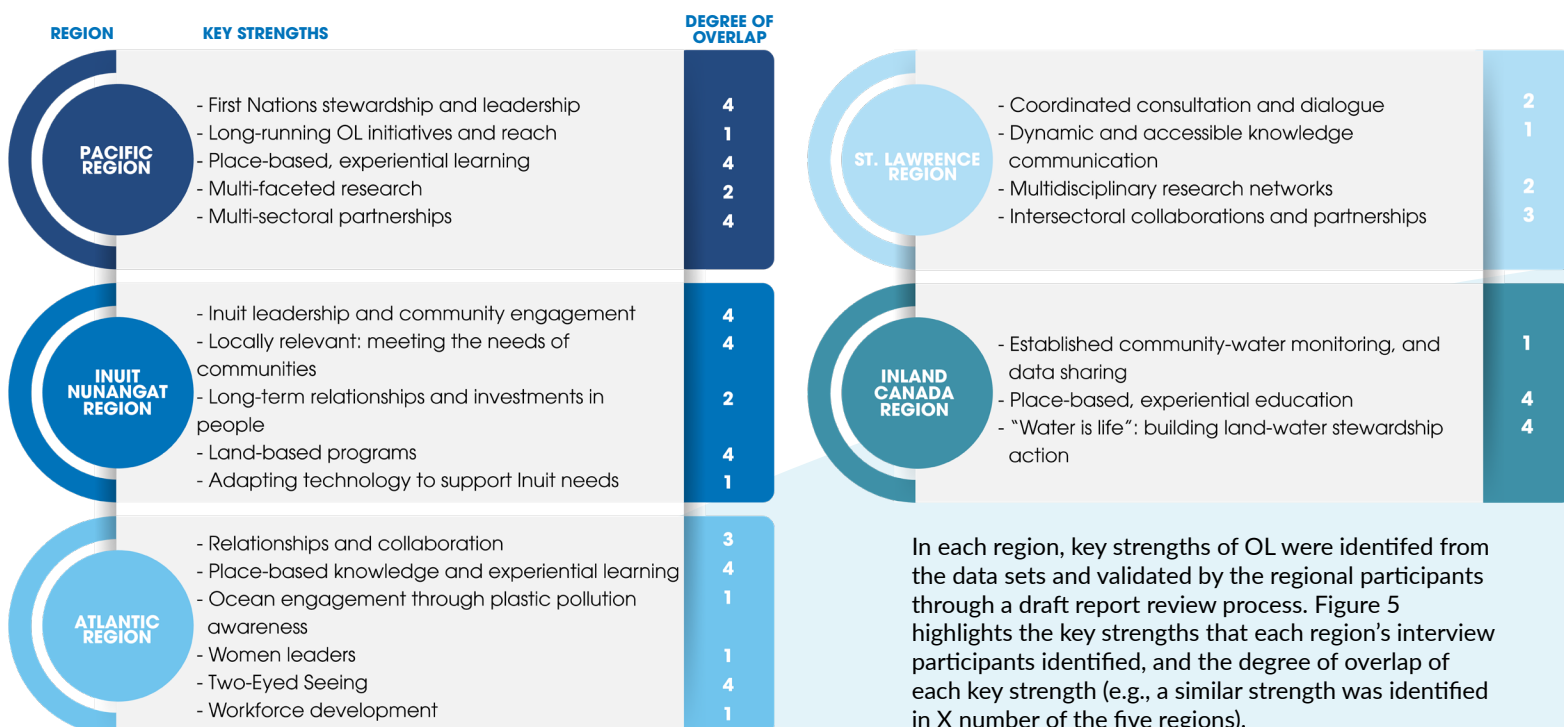 REGION KEY STRENGTHS DEGREE OF OVERLAP
PACIFIC REGION
- First Nations stewardship and leadership 4
- Long-running OL initiatives and reach 1
- Place-based, experiential learning 4
- Multi-faceted research 2
- Multi-sectoral partnerships 4
INUIT NUNANGAT REGION
- Inuit leadership and community engagement 4
- Locally relevant: meeting the needs of 4
communities
- Long-term relationships and investments in 2
people
- Land-based programs 4
- Adapting technology to support Inuit needs 1
ATLANTIC REGION
- Relationships and collaboration 3
- Place-based knowledge and experiential learning 4
- Ocean engagement through plastic pollution 1
awareness
- Women leaders 1
- Two-Eyed Seeing 4
- Workforce development 1
ST. LAWRENCE REGION
- Coordinated consultation and dialogue 2
- Dynamic and accessible knowledge 1
communication
- Multidisciplinary research networks 2
- Intersectoral collaborations and partnerships 3
INLAND CANADA REGION
- Established community-water monitoring, and 1
data sharing
- Place-based, experiential education 4
- “Water is life”: building land-water stewardship 4
action
In each region, key strengths of OL were identifed from
the data sets and validated by the regional participants
through a draft report review process. Figure 5
highlights the key strengths that each region’s interview
participants identified, and the degree of overlap of
each key strength (e.g., a similar strength was identified
in X number of the five regions).